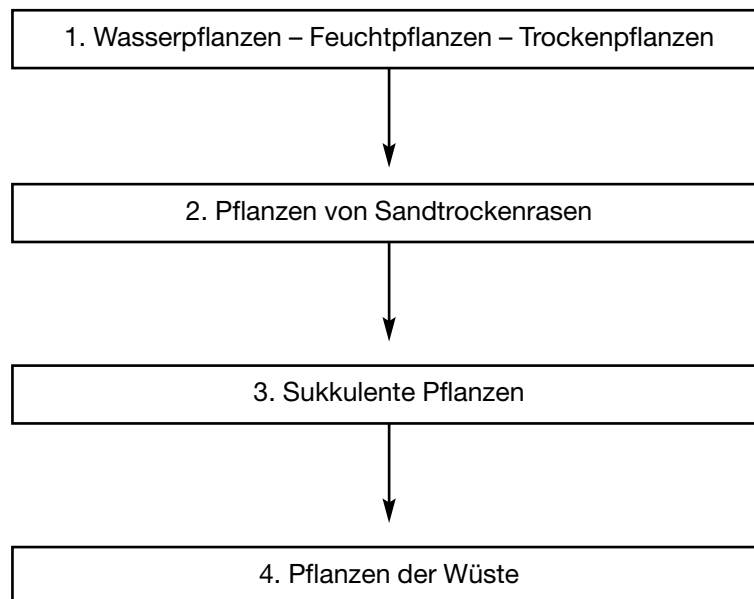 1. Wasserpflanzen – Feuchtpflanzen – Trockenpflanzen
2. Pflanzen von Sandtrockenrasen
3. Sukkulente Pflanzen
4. Pflanzen der Wüste